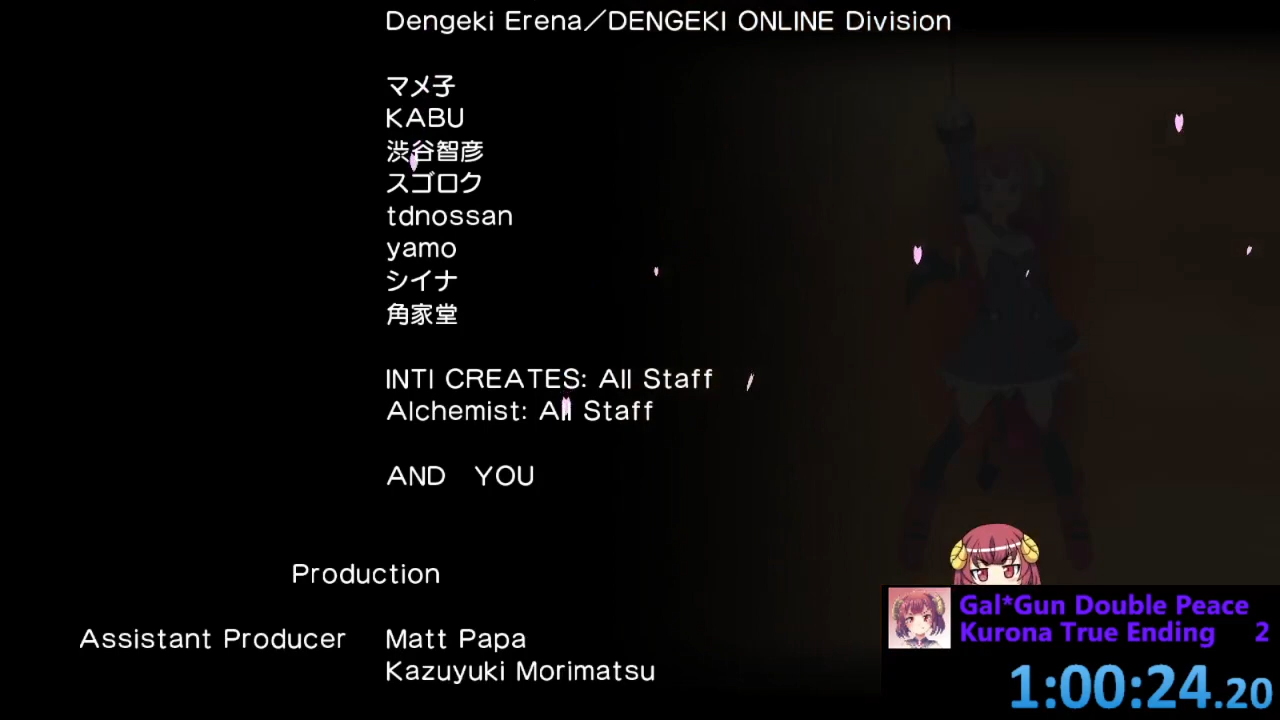 Dengeki Erena／DENGEKI ONLINE Division
マメ子
KABU
渋谷智彦
スゴロク
tdnossan
yamo
シイナ
角家堂
INTI CREATES: All Staff
Alchemist: All Staff
AND YOU
Production
Assistant Producer Matt Papa
Kazuyuki Morimatsu
Gal*Gun Double Peace
Kurona True Ending 2
1:00:24.20